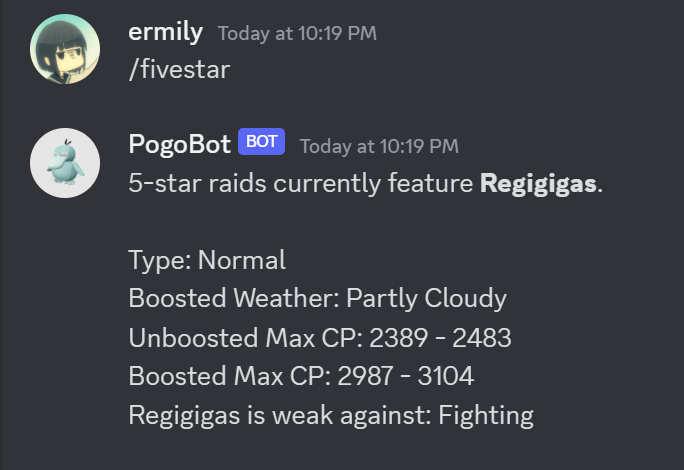 ermily Today at 10:19 PM
/fivestar
PogoBot BOT Today at 10:19 PM
5-star raids currently feature Regigigas.
Type: Normal
Boosted Weather: Partly Cloudy
Unboosted Max CP: 2389 - 2483
Boosted Max CP: 2987 - 3104
Regigigas is weak against: Fighting